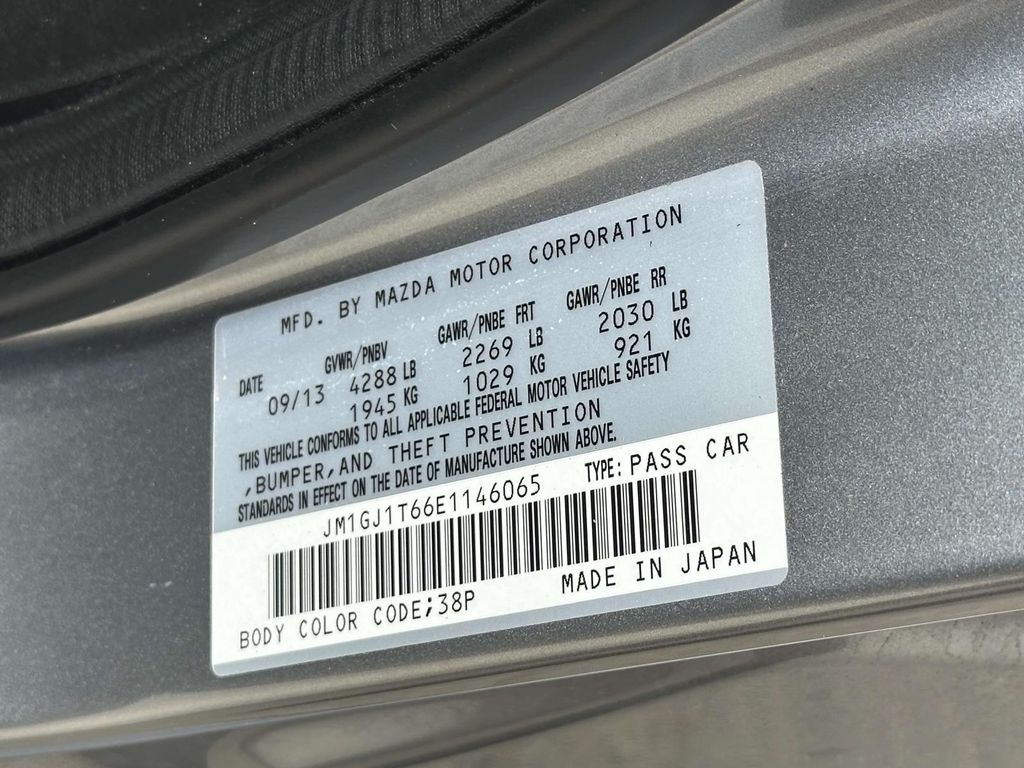 MFD. BY MAZDA MOTOR CORPORATION
DATE GVWR/PNBV GAWR/PNBE FRT GAWR/PNBE RR
09/13 4288 LB 2269 LB 2030 LB
1945 KG 1029 KG 921 KG
THIS VEHICLE CONFORMS TO ALL APPLICABLE FEDERAL MOTOR VEHICLE SAFETY
,BUMPER,AND THEFT PREVENTION
STANDARDS IN EFFECT ON THE DATE OF MANUFACTURE SHOWN ABOVE.
JM1GJ1T66E1146065 TYPE: PASS CAR
MADE IN JAPAN
BODY COLOR CODE;38P